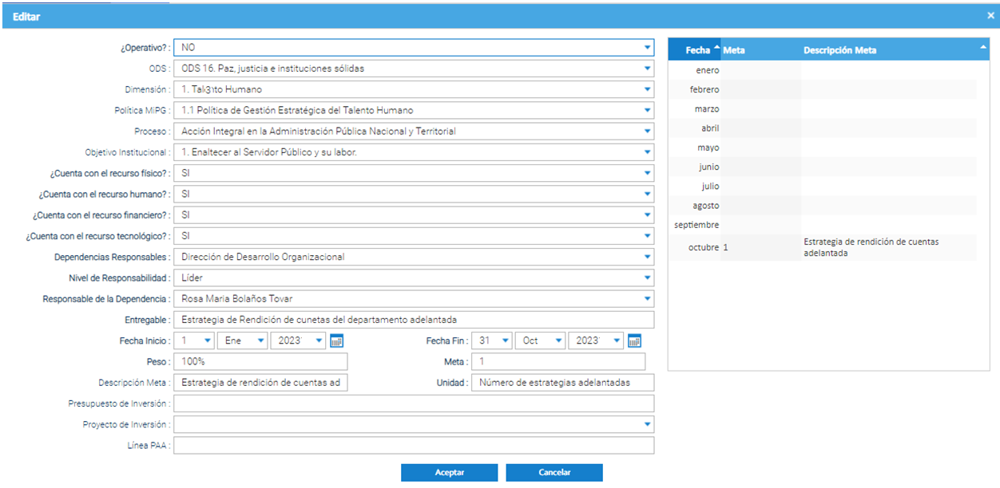 Editar ×
¿Operativo?: NO
ODS: ODS 16. Paz, justicia e instituciones sólidas
Dimensión: 1. Tal‹3›to Humano
Política MiPG: 1.1 Política de Gestión Estratégica del Talento Humano
Proceso: Acción Integral en la Administración Pública Nacional y Territorial
Objetivo Institucional: 1. Enaltecer al Servidor Público y su labor.
¿Cuenta con el recurso físico?: SI
¿Cuenta con el recurso humano?: SI
¿Cuenta con el recurso financiero?: SI
¿Cuenta con el recurso tecnológico?: SI
Dependencias Responsables: Dirección de Desarrollo Organizacional
Nivel de Responsabilidad: Líder
Responsable de la Dependencia: Rosa Maria Bolaños Tovar
Entregable: Estrategia de Rendición de cunetas del departamento adelantada
Fecha Inicio: 1 Ene 2023 Fecha Fin: 31 Oct 2023
Peso: 100% Meta: 1
Descripción Meta: Estrategia de rendición de cuentas ad Unidad: Número de estrategias adelantadas
Presupuesto de Inversión:
Proyecto de Inversión:
Línea PAA:
Aceptar Cancelar
Fecha Meta Descripción Meta
enero
febrero
marzo
abril
mayo
junio
julio
agosto
septiembre
octubre 1 Estrategia de rendición de cuentas
adelantada